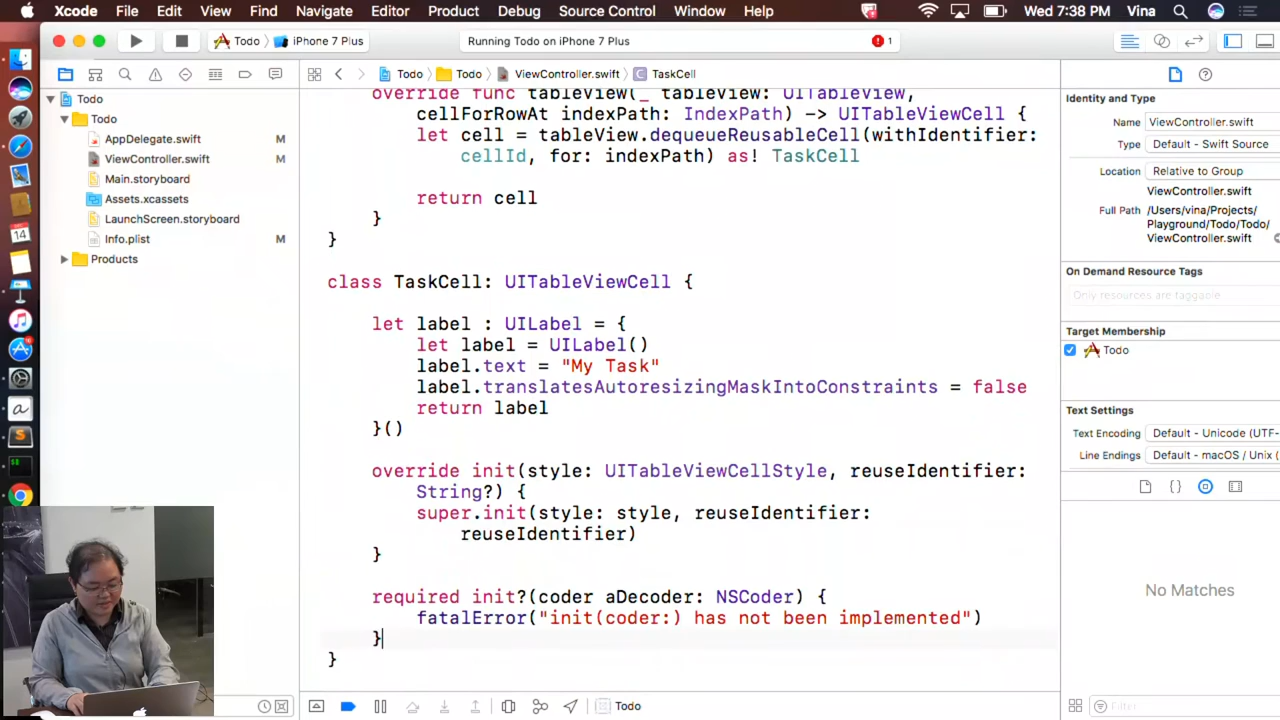 Xcode File Edit View Find Navigate Editor Product Debug Source Control Window Help Wed 7:38 PM Vina
Todo iPhone 7 Plus Running Todo on iPhone 7 Plus 1
Todo Todo ViewController.swift C TaskCell
Todo
Todo
AppDelegate.swift M
ViewController.swift M
Main.storyboard
Assets.xcassets
LaunchScreen.storyboard
Info.plist M
Products
override func tableView(_ tableView: UITableView,
cellForRowAt indexPath: IndexPath) -> UITableViewCell {
let cell = tableView.dequeueReusableCell(withIdentifier:
cellId, for: indexPath) as! TaskCell
return cell
}
}
class TaskCell: UITableViewCell {
let label : UILabel = {
let label = UILabel()
label.text = "My Task"
label.translatesAutoresizingMaskIntoConstraints = false
return label
}()
override init(style: UITableViewCellStyle, reuseIdentifier:
String?) {
super.init(style: style, reuseIdentifier:
reuseIdentifier)
}
required init?(coder aDecoder: NSCoder) {
fatalError("init(coder:) has not been implemented")
}
}
Todo
Identity and Type
Name ViewController.swift
Type Default - Swift Source
Location Relative to Group
ViewController.swift
Full Path /Users/vina/Projects/
Playground/Todo/Todo/
ViewController.swift
On Demand Resource Tags
Only resources are taggable
Target Membership
Todo
Text Settings
Text Encoding Default - Unicode (UTF-
Line Endings Default - macOS / Unix (
{ }
No Matches
Filter
14
a
S